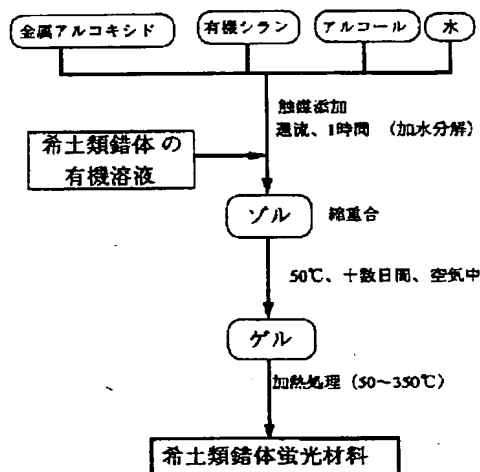 金属アルコキシド
有機シラン
アルコール
水
触媒添加
還流、1時間 (加水分解)
希土類錯体の
有機溶液
ゾル
縮重合
50℃、十数日間、空気中
ゲル
加熱処理 (50~350℃)
希土類錯体蛍光材料